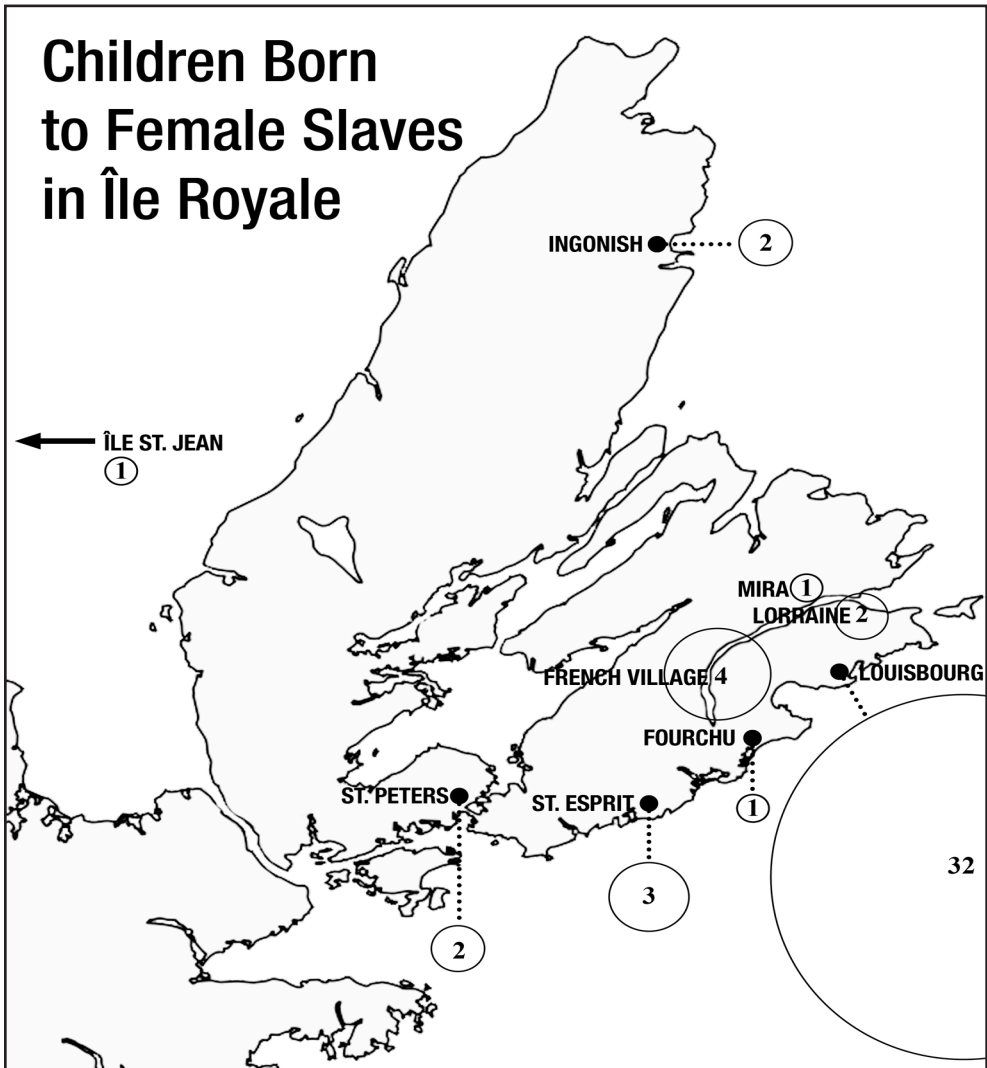 Children Born
to Female Slaves
in Île Royale
INGONISH
2
ÎLE ST. JEAN
1
MIRA 1
LORRAINE 2
FRENCH VILLAGE 4
LOUISBOURG
FOURCHU
ST. PETERS
ST. ESPRIT
1
32
3
2